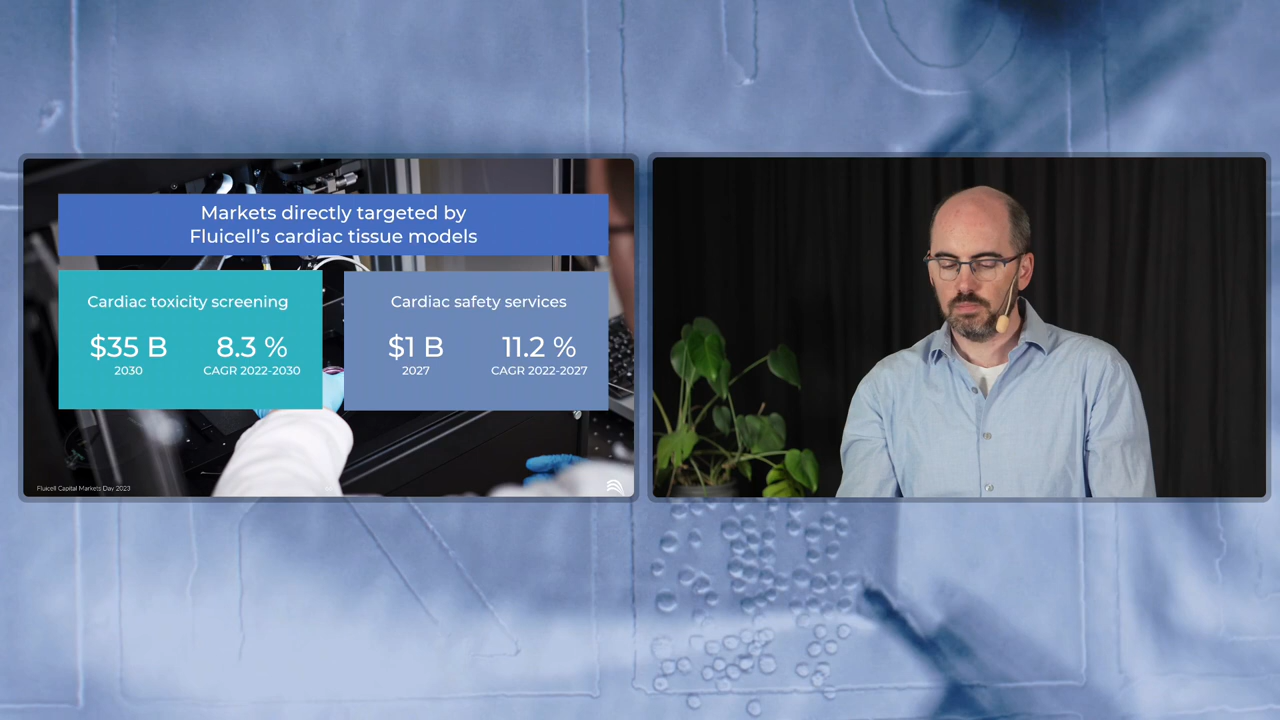 Markets directly targeted by
Fluicell's cardiac tissue models
Cardiac toxicity screening
$35 B
2030
8.3 %
CAGR 2022-2030
Cardiac safety services
$1 B
2027
11.2 %
CAGR 2022-2027
Fluicell Capital Markets Day 2023